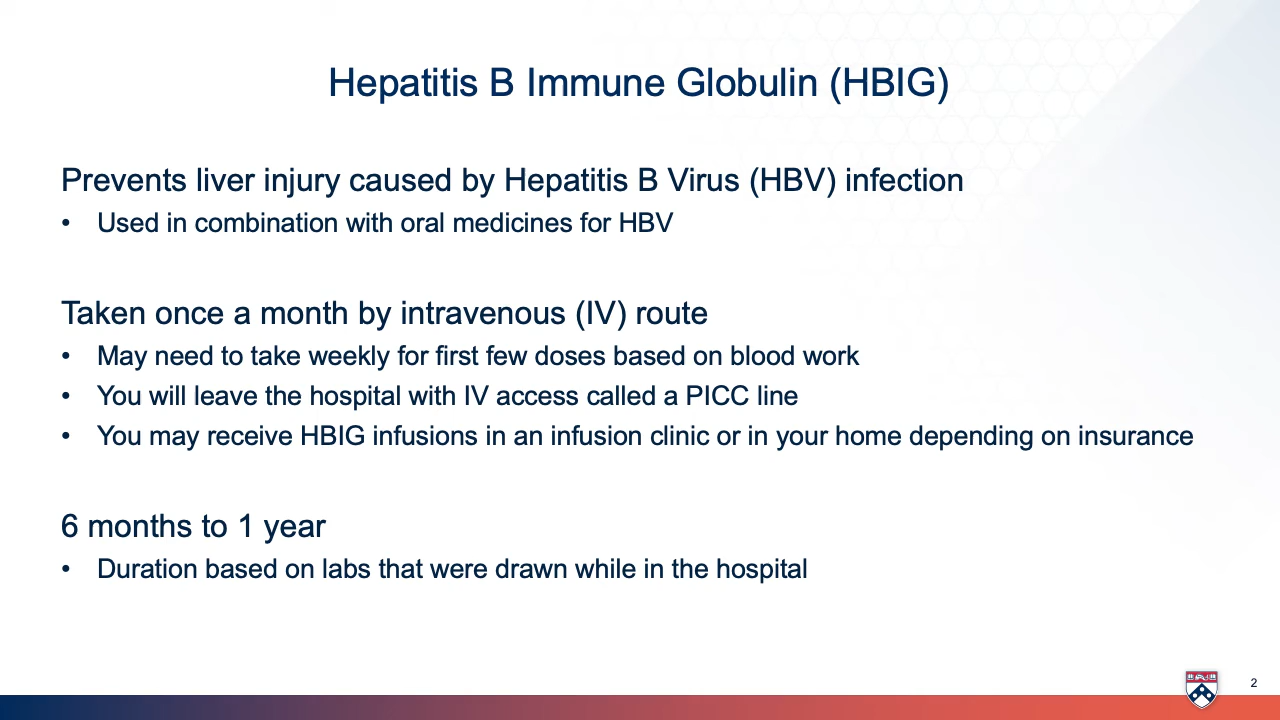 Hepatitis B Immune Globulin (HBIG)
Prevents liver injury caused by Hepatitis B Virus (HBV) infection
• Used in combination with oral medicines for HBV
Taken once a month by intravenous (IV) route
• May need to take weekly for first few doses based on blood work
• You will leave the hospital with IV access called a PICC line
• You may receive HBIG infusions in an infusion clinic or in your home depending on insurance
6 months to 1 year
• Duration based on labs that were drawn while in the hospital
2